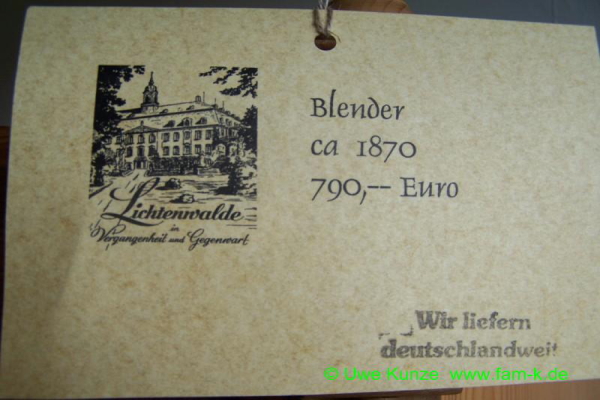 Lichtenwalde
in
Vergangenheit und Gegenwart
Blender
ca 1870
790,-- Euro
Wir liefern
deutschlandweit
© Uwe Kunze www.fam-k.de